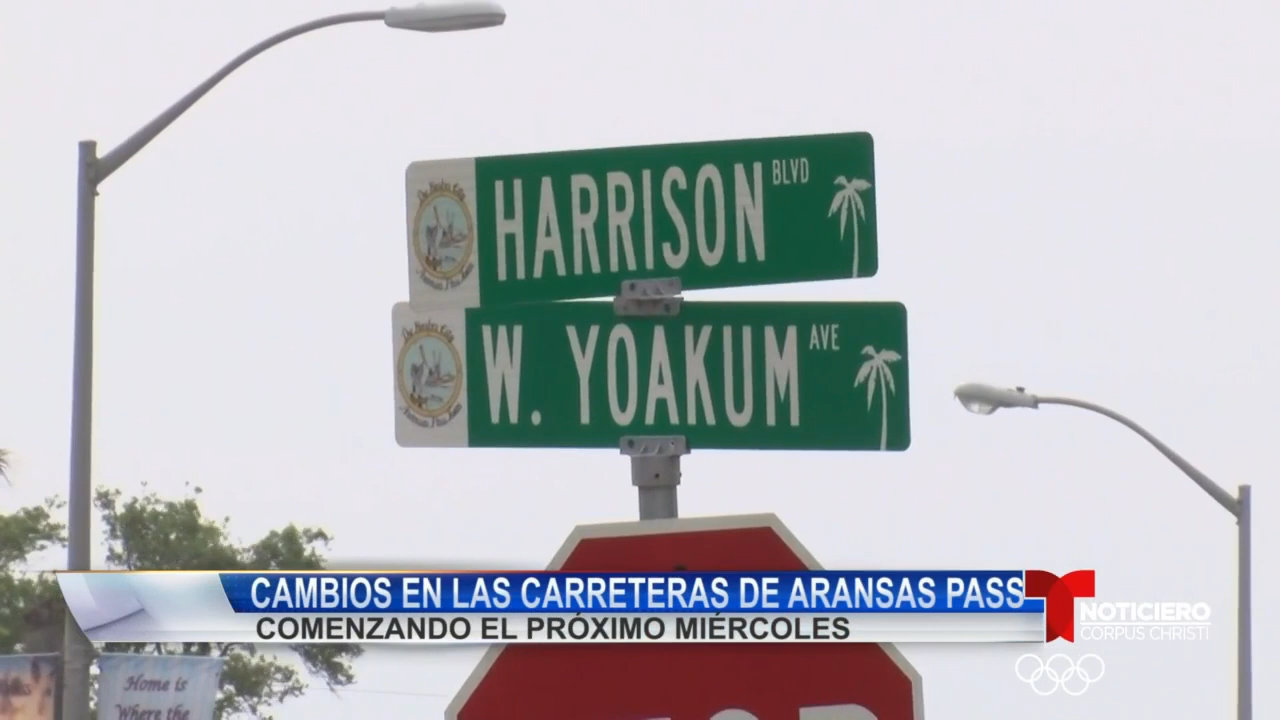 HARRISON BLVD
W. YOAKUM AVE
CAMBIOS EN LAS CARRETERAS DE ARANSAS PASS
COMENZANDO EL PRÓXIMO MIÉRCOLES
NOTICIERO
CORPUS CHRISTI
Home is
Where the